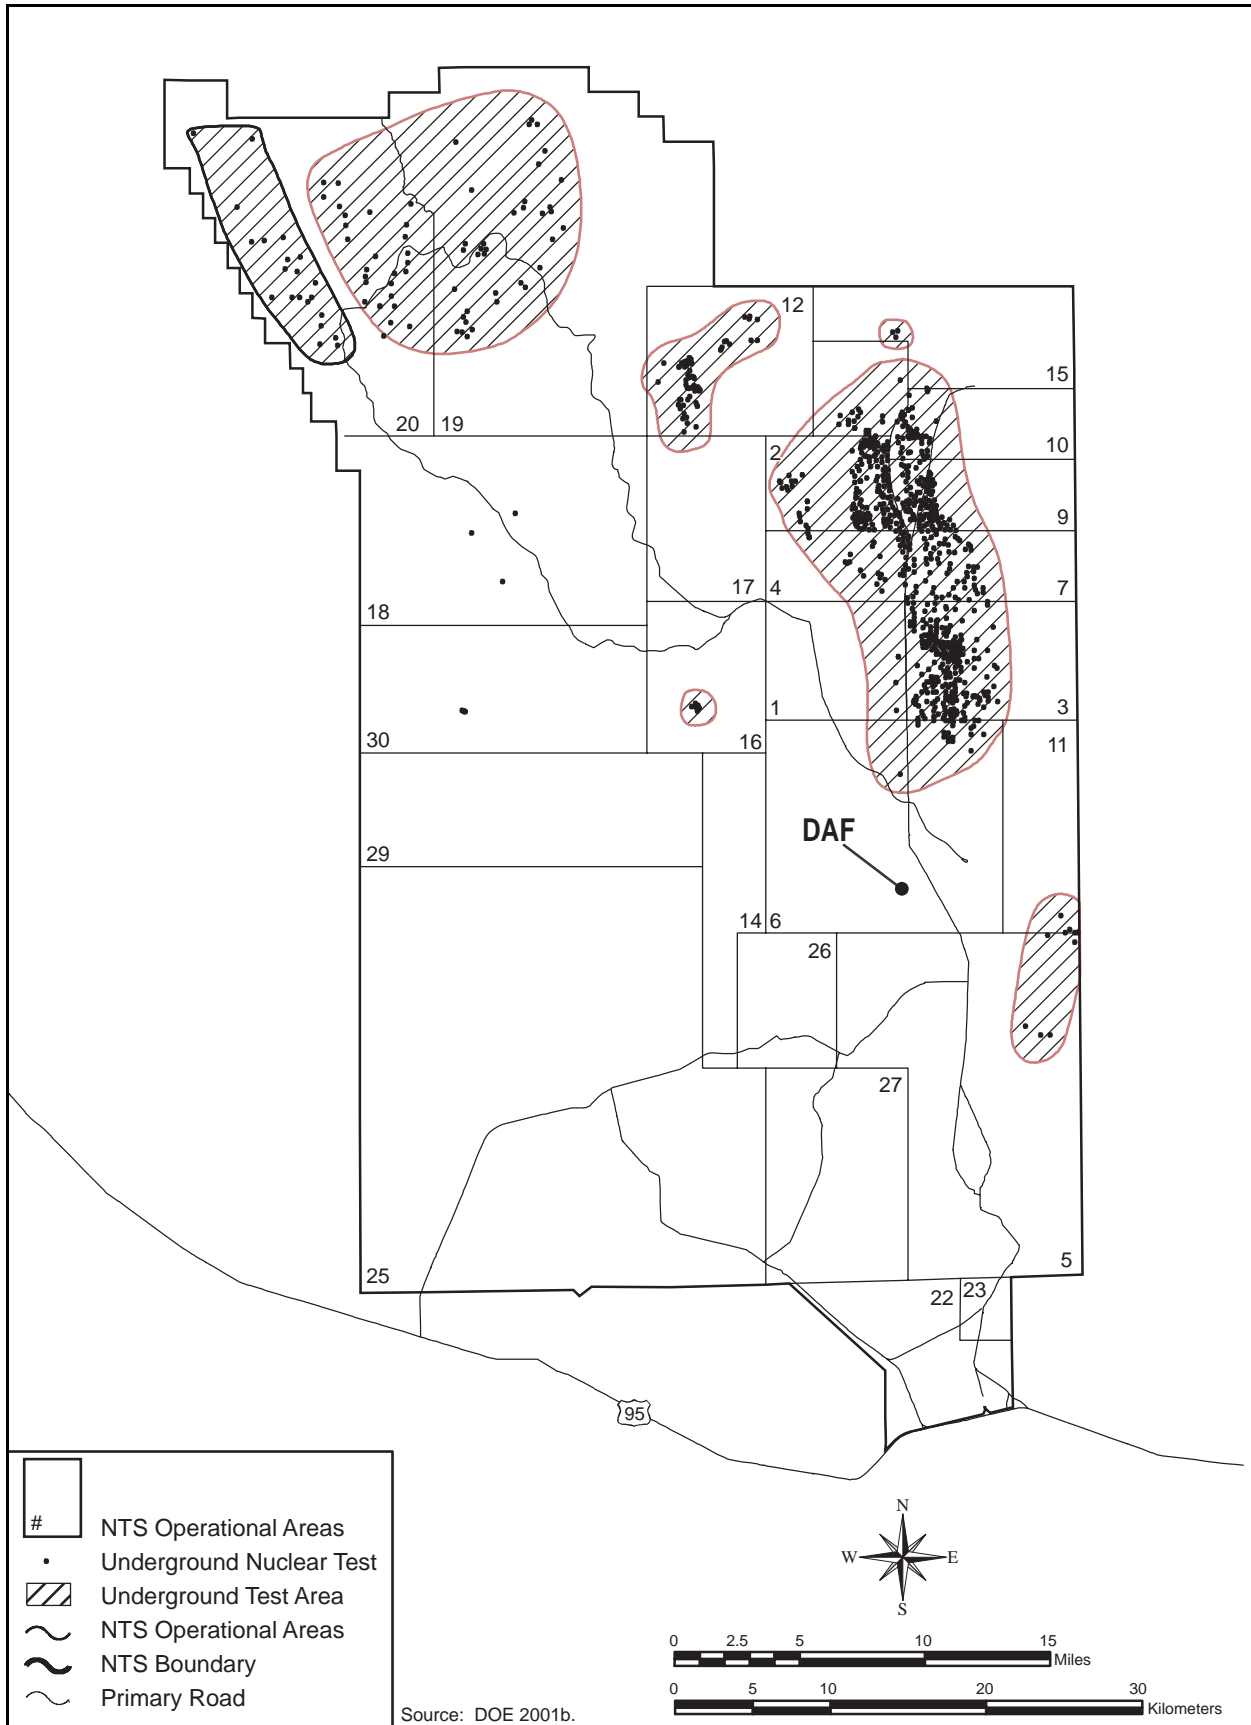 12
15
20 19
2
10
9
17 4
7
18
1
3
30
16
11
DAF
29
14 6
26
27
25
5
22 23
95
#
NTS Operational Areas
Underground Nuclear Test
Underground Test Area
NTS Operational Areas
NTS Boundary
Primary Road
Source: DOE 2001b.
N
W E
S
0 2.5 5 10 15
Miles
0 5 10 20 30
Kilometers